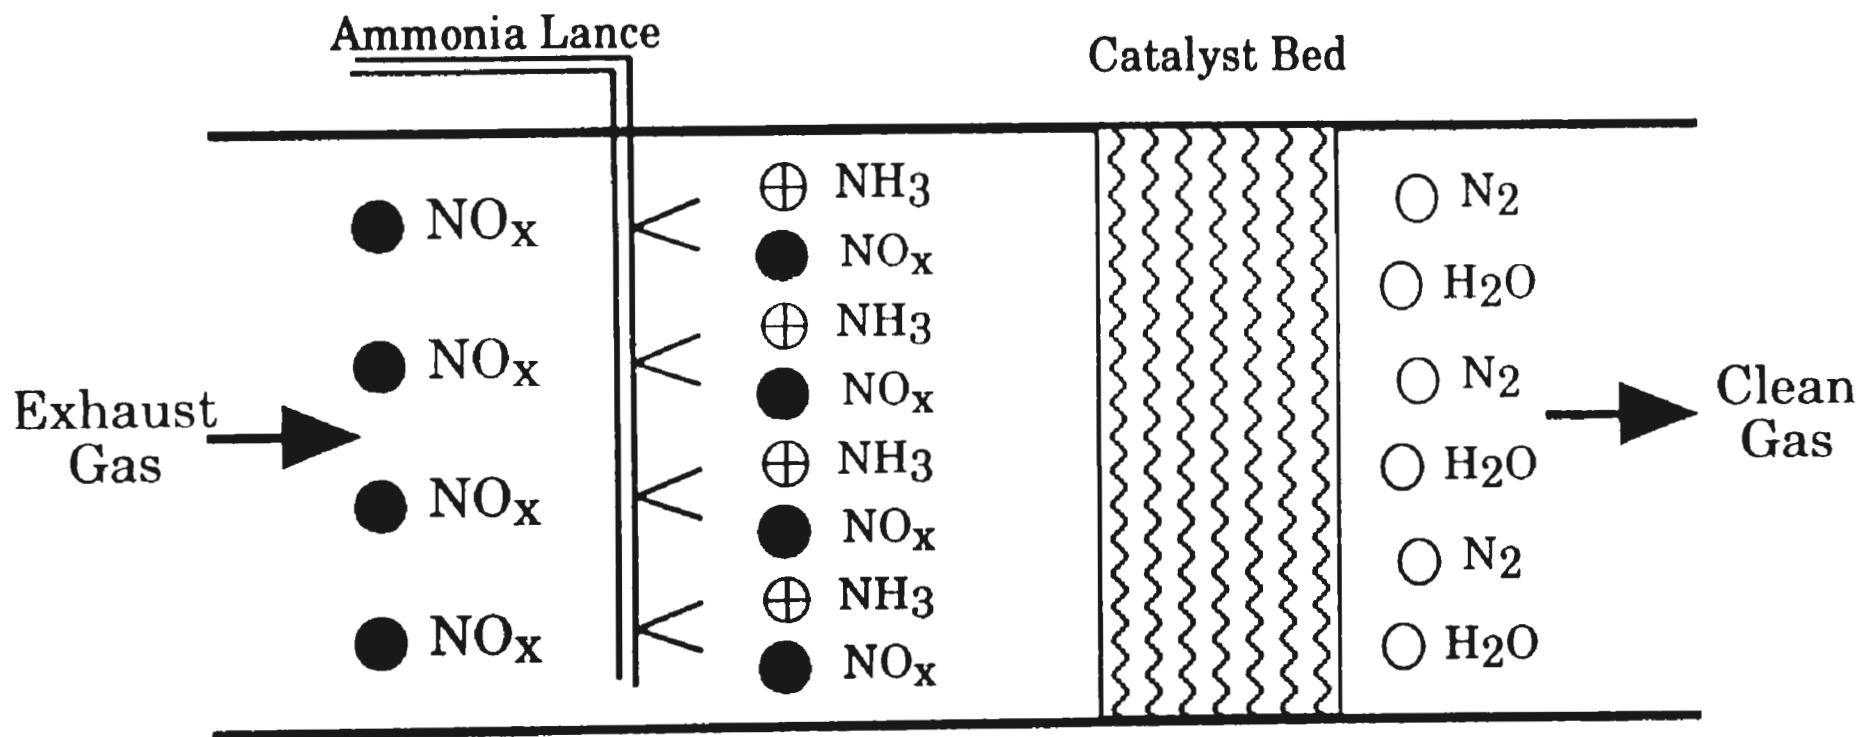 Ammonia Lance
Catalyst Bed
Exhaust
Gas
NOx
NOx
NOx
NOx
NH3
NOx
NH3
NOx
NH3
NOx
NH3
NOx
N2
H2O
N2
H2O
N2
H2O
Clean
Gas